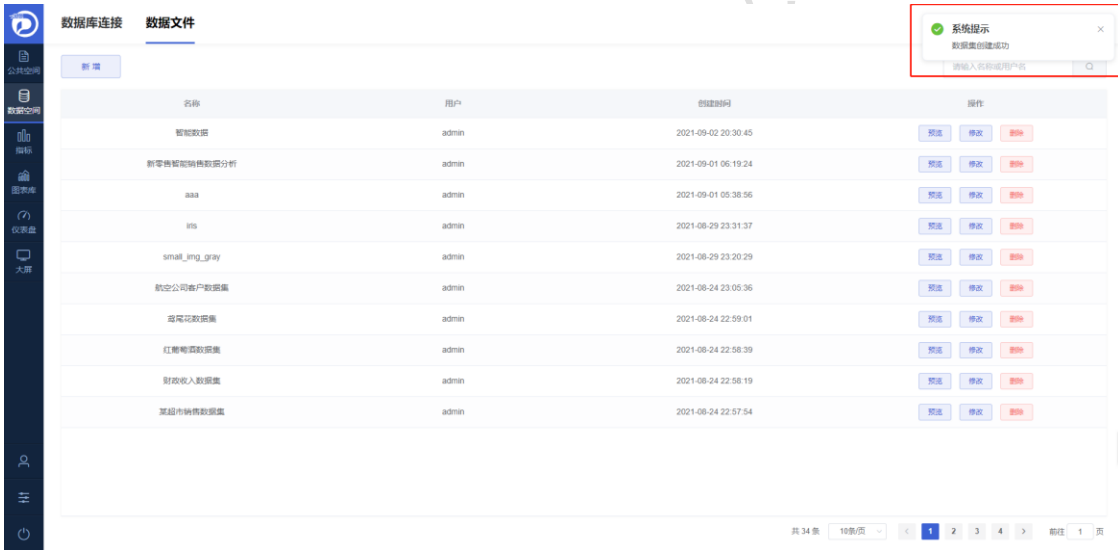 数据库连接 数据文件
系统提示
数据集创建成功
新增
请输入名称或用户名
公共空间
数据空间
指标
图表库
仪表盘
大屏
名称 用户 创建时间 操作
智能数据 admin 2021-09-02 20:30:45 预览 修改 删除
新零售智能销售数据分析 admin 2021-09-01 06:19:24 预览 修改 删除
aaa admin 2021-09-01 05:38:56 预览 修改 删除
iris admin 2021-08-29 23:31:37 预览 修改 删除
small_img_gray admin 2021-08-29 23:20:29 预览 修改 删除
航空公司客户数据集 admin 2021-08-24 23:05:36 预览 修改 删除
鸢尾花数据集 admin 2021-08-24 22:59:01 预览 修改 删除
红葡萄酒数据集 admin 2021-08-24 22:58:39 预览 修改 删除
财政收入数据集 admin 2021-08-24 22:58:19 预览 修改 删除
某超市销售数据集 admin 2021-08-24 22:57:54 预览 修改 删除
共 34 条 10条/页 1 2 3 4 前往 1 页